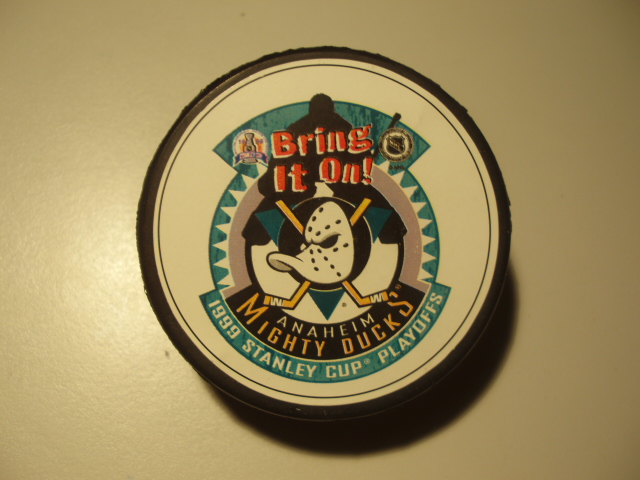 Bring
It On!
ANAHEIM
MIGHTY DUCKS
1999 STANLEY CUP® PLAYOFFS